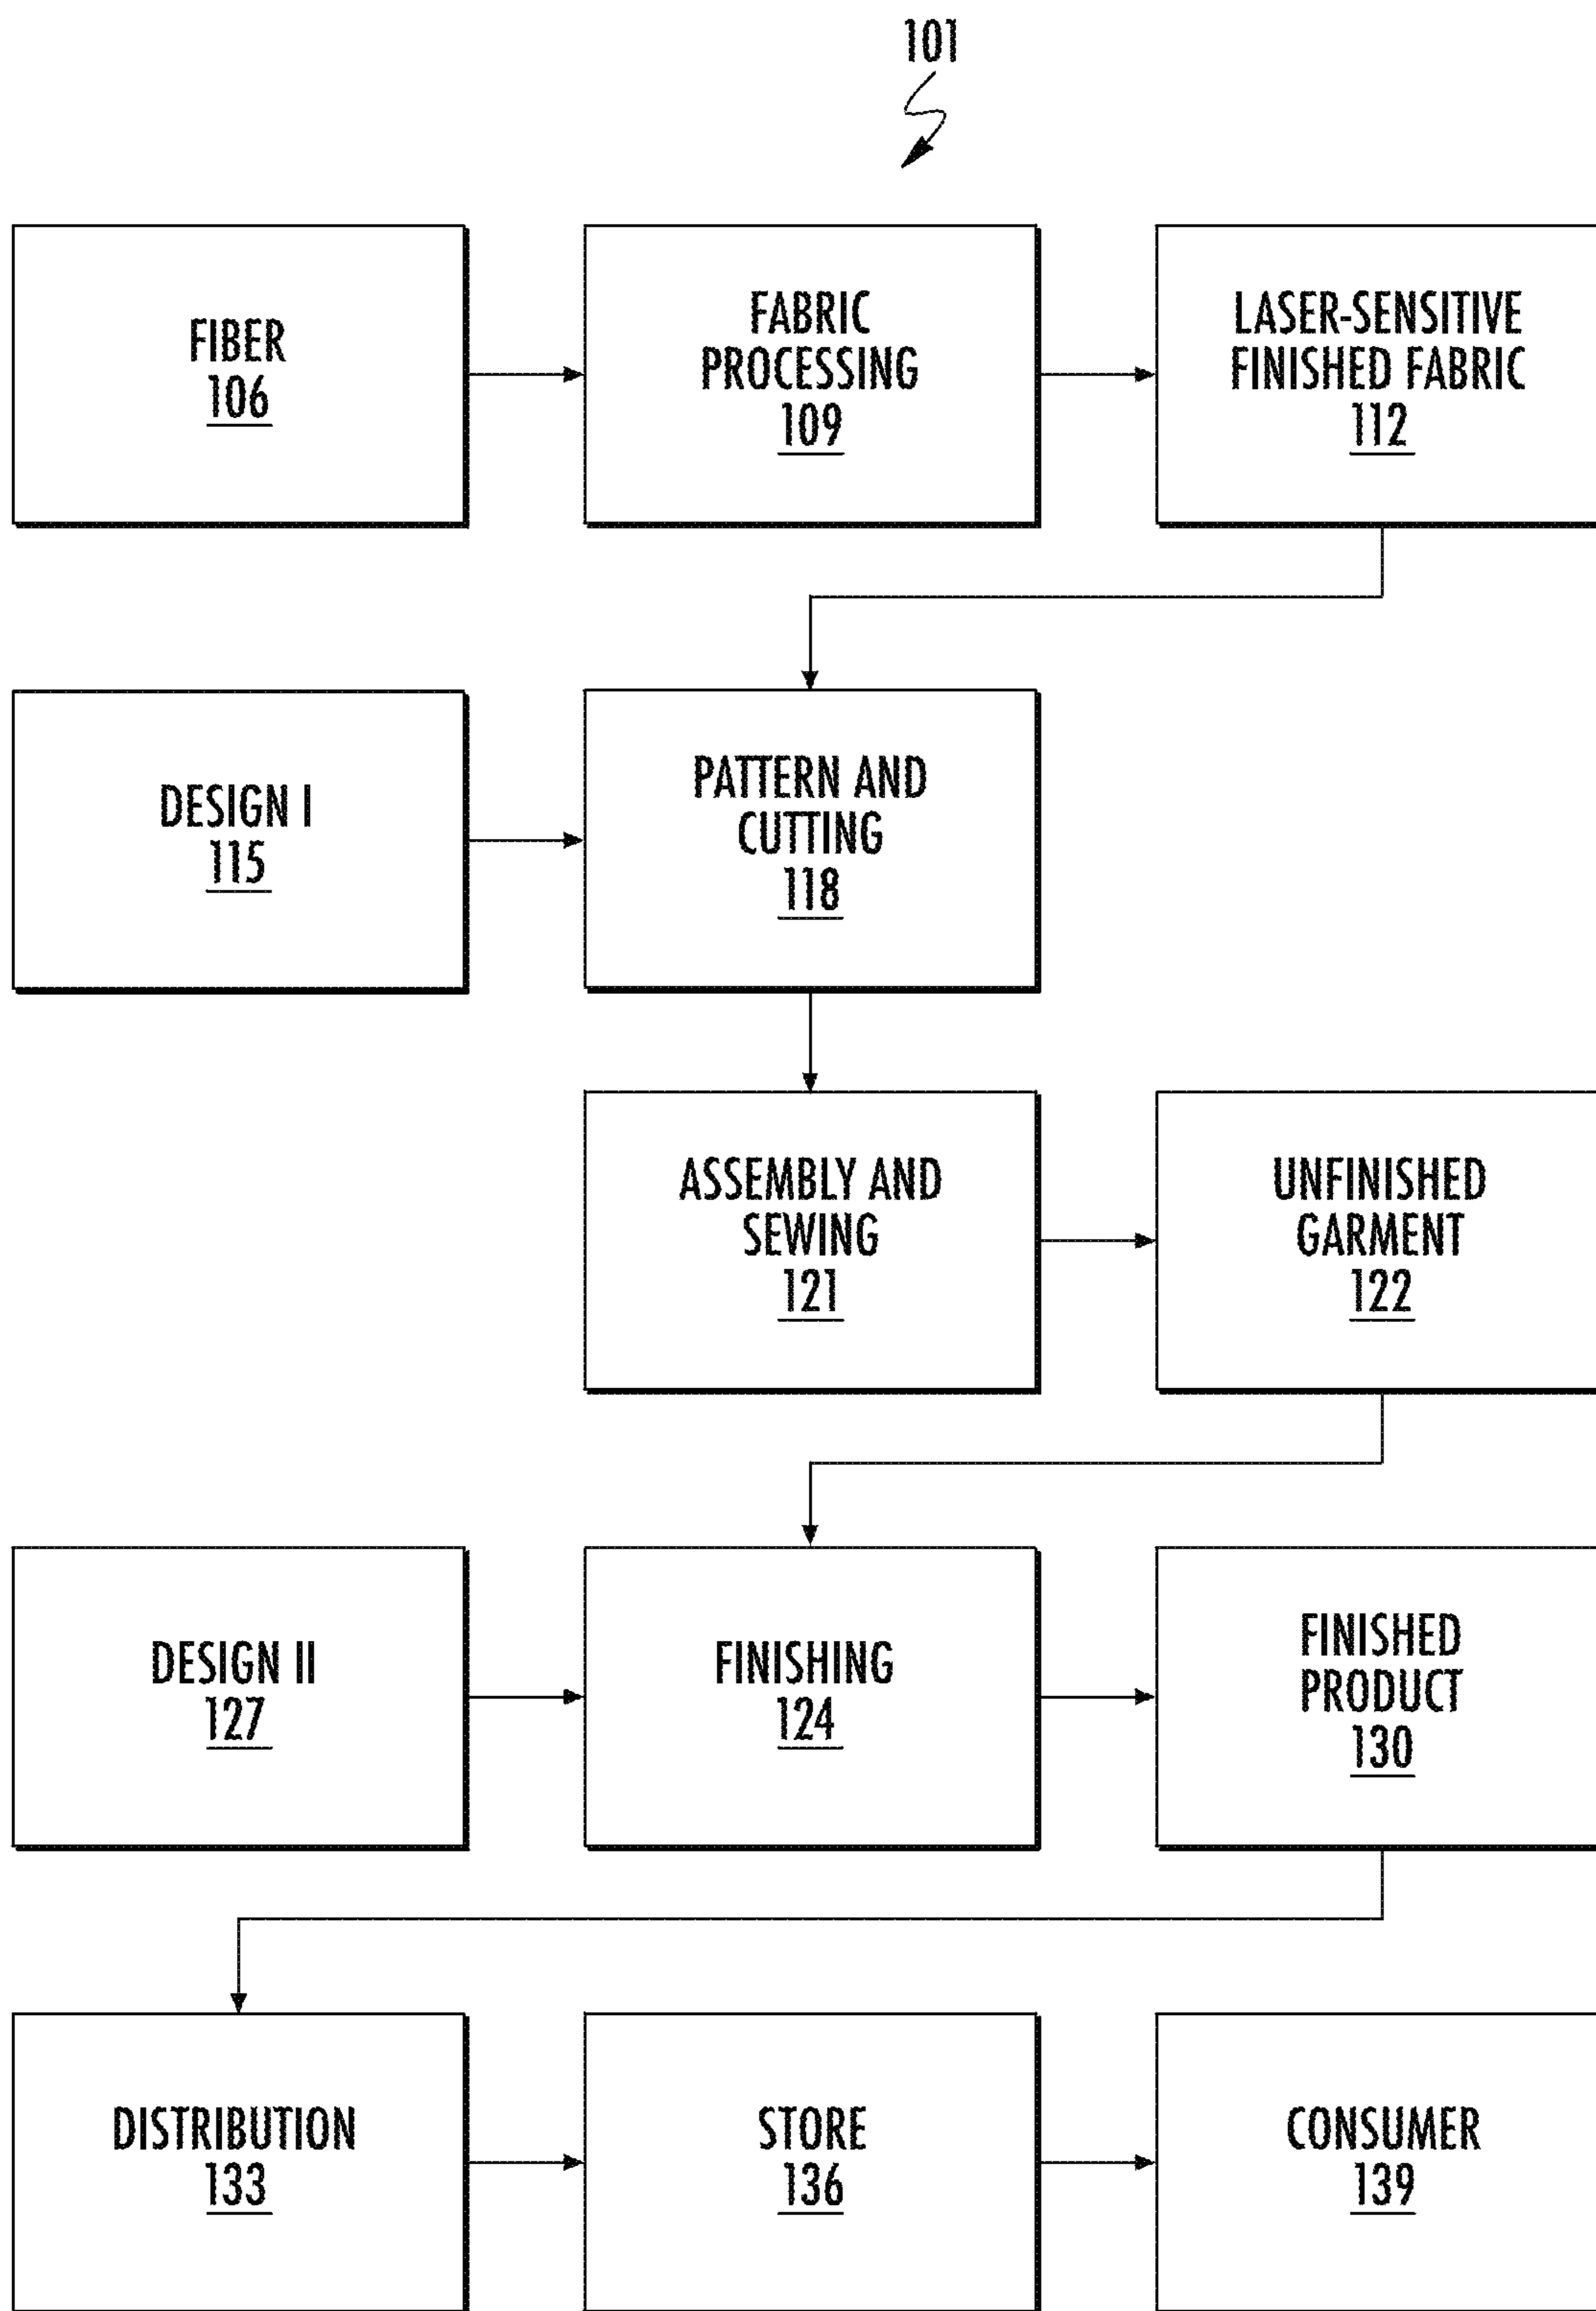 101
FIBER
106
FABRIC
PROCESSING
109
LASER-SENSITIVE
FINISHED FABRIC
112
DESIGN I
115
PATTERN AND
CUTTING
118
ASSEMBLY AND
SEWING
121
UNFINISHED
GARMENT
122
DESIGN II
127
FINISHING
124
FINISHED
PRODUCT
130
DISTRIBUTION
133
STORE
136
CONSUMER
139